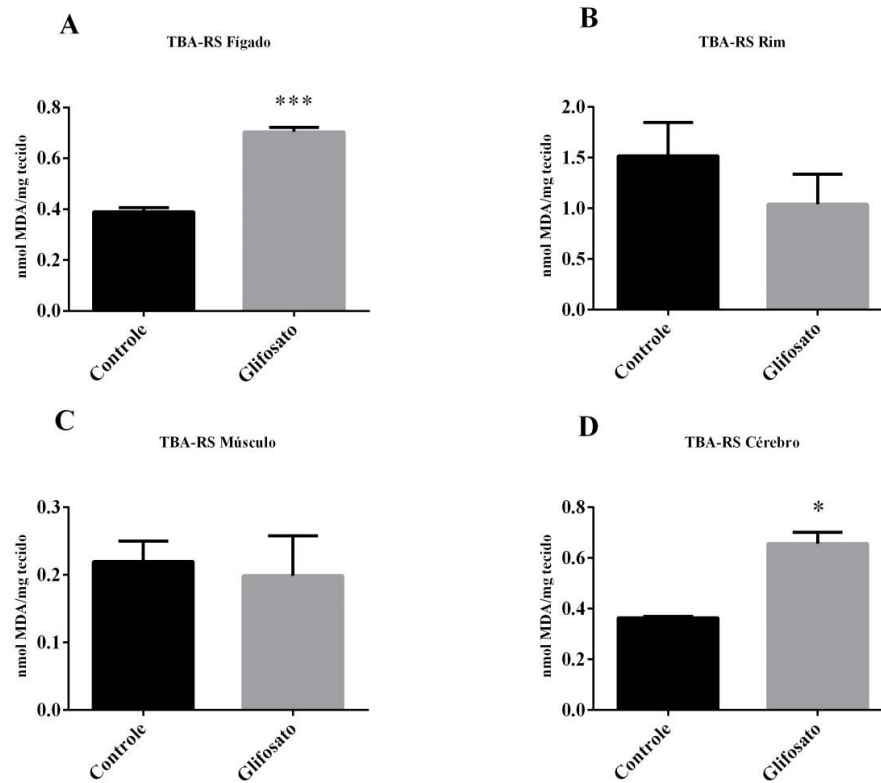 A
TBA-RS Fígado
***
nmol MDA/mg tecido
0.8
0.6
0.4
0.2
0.0
Controle
Glifosato
B
TBA-RS Rim
nmol MDA/mg tecido
2.0
1.5
1.0
0.5
0.0
Controle
Glifosato
C
TBA-RS Músculo
nmol MDA/mg tecido
0.3
0.2
0.1
0.0
Controle
Glifosato
D
TBA-RS Cérebro
*
nmol MDA/mg tecido
0.8
0.6
0.4
0.2
0.0
Controle
Glifosato